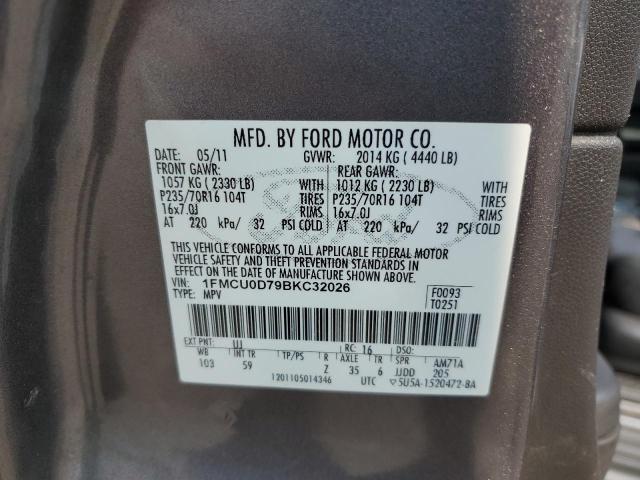 MFD. BY FORD MOTOR CO.
DATE: 05/11 GVWR: 2014 KG ( 4440 LB)
FRONT GAWR: REAR GAWR:
1057 KG ( 2330 LB) WITH 1012 KG ( 2230 LB) WITH
P235/70R16 104T TIRES P235/70R16 104T TIRES
16x7.0J RIMS 16x7.0J RIMS
AT 220 kPa/ 32 PSI COLD AT 220 kPa/ 32 PSI COLD
THIS VEHICLE CONFORMS TO ALL APPLICABLE FEDERAL MOTOR
VEHICLE SAFETY AND THEFT PREVENTION STANDARDS IN
EFFECT ON THE DATE OF MANUFACTURE SHOWN ABOVE.
VIN: 1FMCU0D79BKC32026 F0093
TYPE: MPV T0251
EXT PNT: UJ RC: 16 DSO:
WB INT TR TP/PS R AXLE TR SPR AM71A
103 59 Z 35 6 JJDD 205
1201105014346 UTC ▽5U5A-1520472-BA